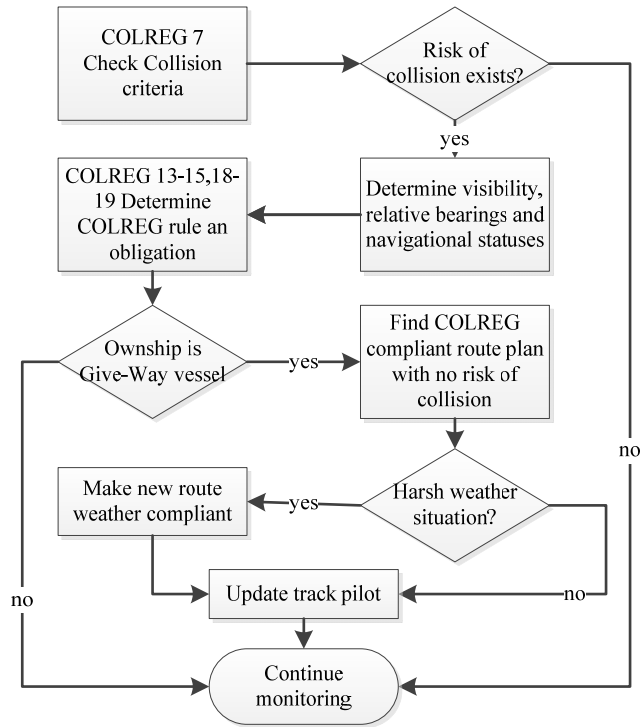 COLREG 7
Check Collision
criteria
Risk of
collision exists?
yes
COLREG 13-15,18-
19 Determine
COLREG rule an
obligation
Determine visibility,
relative bearings and
navigational statuses
Ownship is
Give-Way vessel
yes
Find COLREG
compliant route plan
with no risk of
collision
no
Make new route
weather compliant
yes
Harsh weather
situation?
no
Update track pilot
no
Continue
monitoring